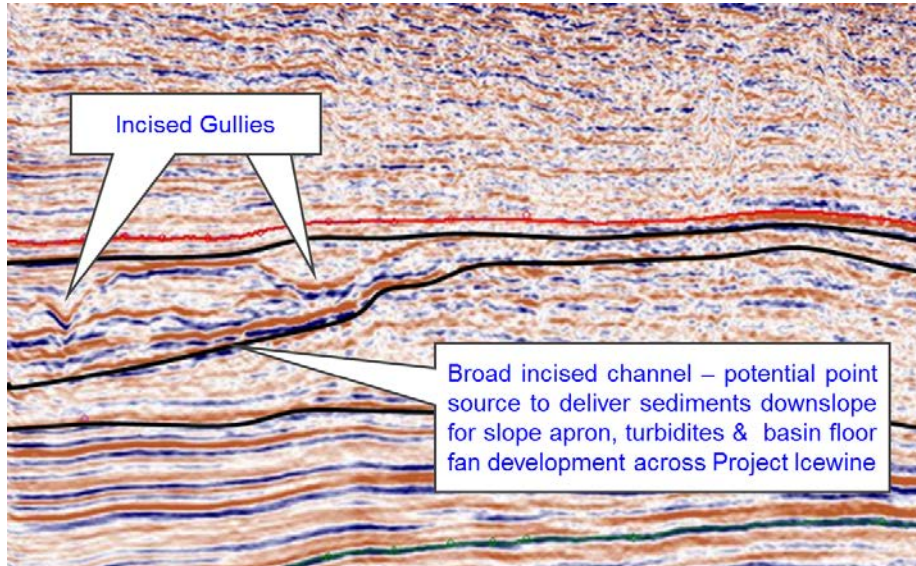 Incised Gullies
Broad incised channel – potential point
source to deliver sediments downslope
for slope apron, turbidites & basin floor
fan development across Project Icewine